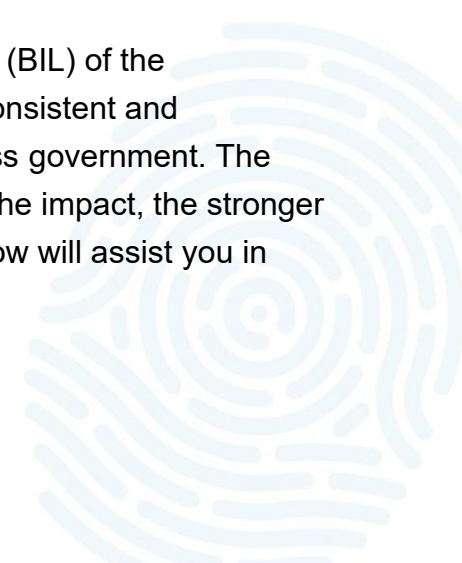 (BIL) of the
onsistent and
ss government. The
he impact, the stronger
ow will assist you in